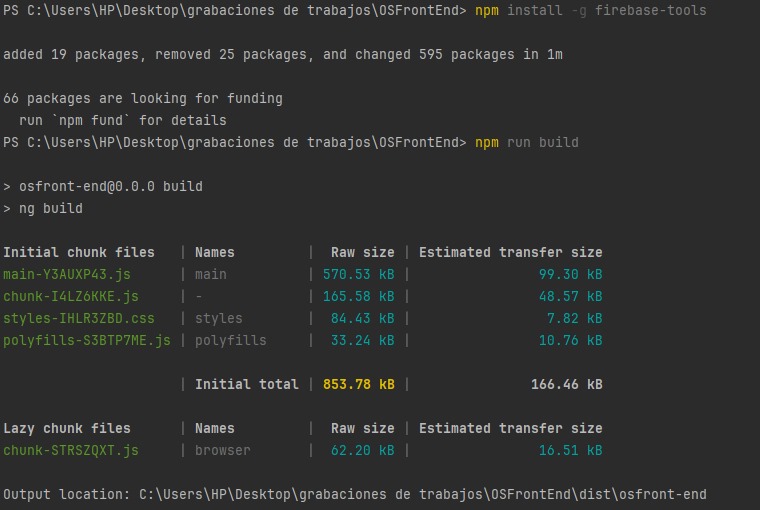 PS C:\Users\HP\Desktop\grabaciones de trabajos\OSFrontEnd> npm install -g firebase-tools
added 19 packages, removed 25 packages, and changed 595 packages in 1m
66 packages are looking for funding
  run `npm fund` for details
PS C:\Users\HP\Desktop\grabaciones de trabajos\OSFrontEnd> npm run build
> osfront-end@0.0.0 build
> ng build
Initial chunk files   | Names         |  Raw size | Estimated transfer size
main-Y3AUXP43.js      | main          | 570.53 kB |                99.30 kB
chunk-I4LZ6KKE.js     | -             | 165.58 kB |                48.57 kB
styles-IHLR3ZBD.css   | styles        |  84.43 kB |                 7.82 kB
polyfills-S3BTP7ME.js | polyfills     |  33.24 kB |                10.76 kB
                      | Initial total | 853.78 kB |               166.46 kB
Lazy chunk files      | Names         |  Raw size | Estimated transfer size
chunk-STRSZQXT.js     | browser       |  62.20 kB |                16.51 kB
Output location: C:\Users\HP\Desktop\grabaciones de trabajos\OSFrontEnd\dist\osfront-end